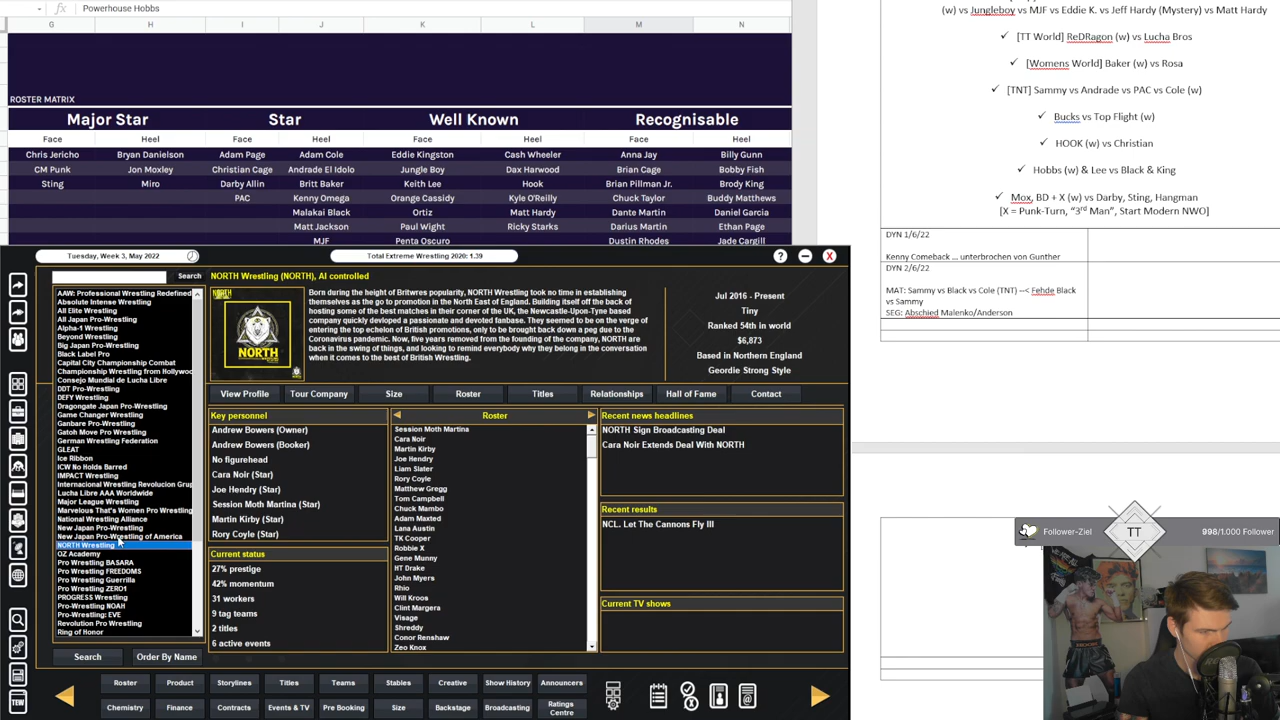 Powerhouse Hobbs
G H I J K L M N
ROSTER MATRIX
Major Star Star Well Known Recognisable
Face Heel Face Heel Face Heel Face Heel
Chris Jericho Bryan Danielson Adam Page Adam Cole Eddie Kingston Cash Wheeler Anna Jay Billy Gunn
CM Punk Jon Moxley Christian Cage Andrade El Idolo Jungle Boy Dax Harwood Brian Cage Bobby Fish
Sting Miro Darby Allin Britt Baker Keith Lee Hook Brian Pillman Jr. Brody King
PAC Kenny Omega Orange Cassidy Kyle O'Reilly Chuck Taylor Buddy Matthews
Malakai Black Ortiz Matt Hardy Dante Martin Daniel Garcia
Matt Jackson Paul Wight Ricky Starks Darius Martin Ethan Page
MJF Penta Oscuro Dustin Rhodes Jade Cargill
(w) vs Jungleboy vs MJF vs Eddie K. vs Jeff Hardy (Mystery) vs Matt Hardy
✓ [TT World] ReDRagon (w) vs Lucha Bros
✓ [Womens World] Baker (w) vs Rosa
✓ [TNT] Sammy vs Andrade vs PAC vs Cole (w)
✓ Bucks vs Top Flight (w)
✓ HOOK (w) vs Christian
✓ Hobbs (w) & Lee vs Black & King
✓ Mox, BD + X (w) vs Darby, Sting, Hangman
[X = Punk-Turn, “3rd Man”, Start Modern NWO]
DYN 1/6/22
Kenny Comeback ... unterbrochen von Gunther
DYN 2/6/22
MAT: Sammy vs Black vs Cole (TNT) --< Fehde Black
vs Sammy
SEG: Abschied Malenko/Anderson
Tuesday, Week 3, May 2022
Total Extreme Wrestling 2020: 1.39
? X
Search
NORTH Wrestling (NORTH), AI controlled
AAW: Professional Wrestling Redefined
Absolute Intense Wrestling
All Elite Wrestling
All Japan Pro-Wrestling
Alpha-1 Wrestling
Beyond Wrestling
Big Japan Pro-Wrestling
Black Label Pro
Capital City Championship Combat
Championship Wrestling from Hollywoo
Consejo Mundial de Lucha Libre
DDT Pro-Wrestling
DEFY Wrestling
Dragongate Japan Pro-Wrestling
Game Changer Wrestling
Ganbare Pro-Wrestling
Gatoh Move Pro-Wrestling
German Wrestling Federation
GLEAT
Ice Ribbon
ICW No Holds Barred
IMPACT Wrestling
Internacional Wrestling Revolucion Grup
Lucha Libre AAA Worldwide
Major League Wrestling
Marvelous That's Women Pro Wrestling
National Wrestling Alliance
New Japan Pro-Wrestling
New Japan Pro-Wrestling of America
NORTH Wrestling
OZ Academy
Pro Wrestling BASARA
Pro Wrestling FREEDOMS
Pro Wrestling Guerrilla
Pro Wrestling ZERO1
PROGRESS Wrestling
Pro-Wrestling NOAH
Pro-Wrestling: EVE
Revolution Pro Wrestling
Ring of Honor
Search Order By Name
NORTH
Born during the height of Britwres popularity, NORTH Wrestling took no time in establishing
themselves as the go to promotion in the North East of England. Building itself off the back of
hosting some of the best matches in their corner of the UK, the Newcastle-Upon-Tyne based
company quickly devloped a passionate and devoted fanbase. They seemed to be on the verge of
entering the top echelon of British promotions, only to be brought back down a peg due to the
Coronavirus pandemic. Now, five years removed from the founding of the company, NORTH are
back in the swing of things, and looking to remind everybody why they belong in the conversation
when it comes to the best of British Wrestling.
Jul 2016 - Present
Tiny
Ranked 54th in world
$6,873
Based in Northern England
Geordie Strong Style
View Profile Tour Company Size Roster Titles Relationships Hall of Fame Contact
Key personnel
Andrew Bowers (Owner)
Andrew Bowers (Booker)
No figurehead
Cara Noir (Star)
Joe Hendry (Star)
Session Moth Martina (Star)
Martin Kirby (Star)
Rory Coyle (Star)
Current status
27% prestige
42% momentum
31 workers
9 tag teams
2 titles
6 active events
Roster
Session Moth Martina
Cara Noir
Martin Kirby
Joe Hendry
Liam Slater
Rory Coyle
Matthew Gregg
Tom Campbell
Chuck Mambo
Adam Maxted
Lana Austin
TK Cooper
Robbie X
Gene Munny
HT Drake
John Myers
Rhio
Will Kroos
Clint Margera
Visage
Shreddy
Conor Renshaw
Zeo Knox
Recent news headlines
NORTH Sign Broadcasting Deal
Cara Noir Extends Deal With NORTH
Recent results
NCL. Let The Cannons Fly III
Current TV shows
Roster Product Storylines Titles Teams Stables Creative Show History Announcers
Chemistry Finance Contracts Events & TV Pre Booking Size Backstage Broadcasting Ratings Centre
TEW
Follower-Ziel TT 998/1.000 Follower